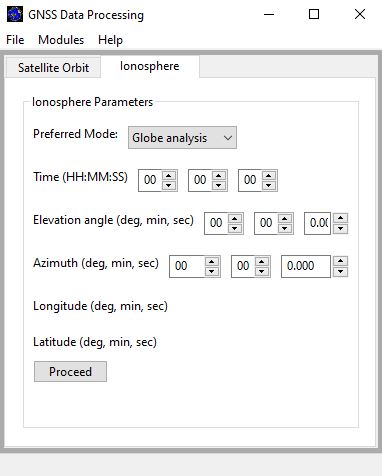 GNSS Data Processing
File Modules Help
Satellite Orbit Ionosphere
Ionosphere Parameters
Preferred Mode: Globe analysis
Time (HH:MM:SS) 00 00 00
Elevation angle (deg, min, sec) 00 00 0.00
Azimuth (deg, min, sec) 00 00 0.000
Longitude (deg, min, sec)
Latitude (deg, min, sec)
Proceed